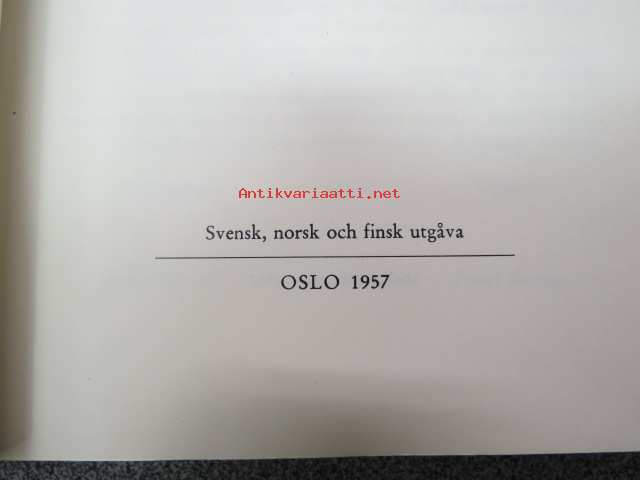 Antikvariaatti.net
Svensk, norsk och finsk utgåva
OSLO 1957